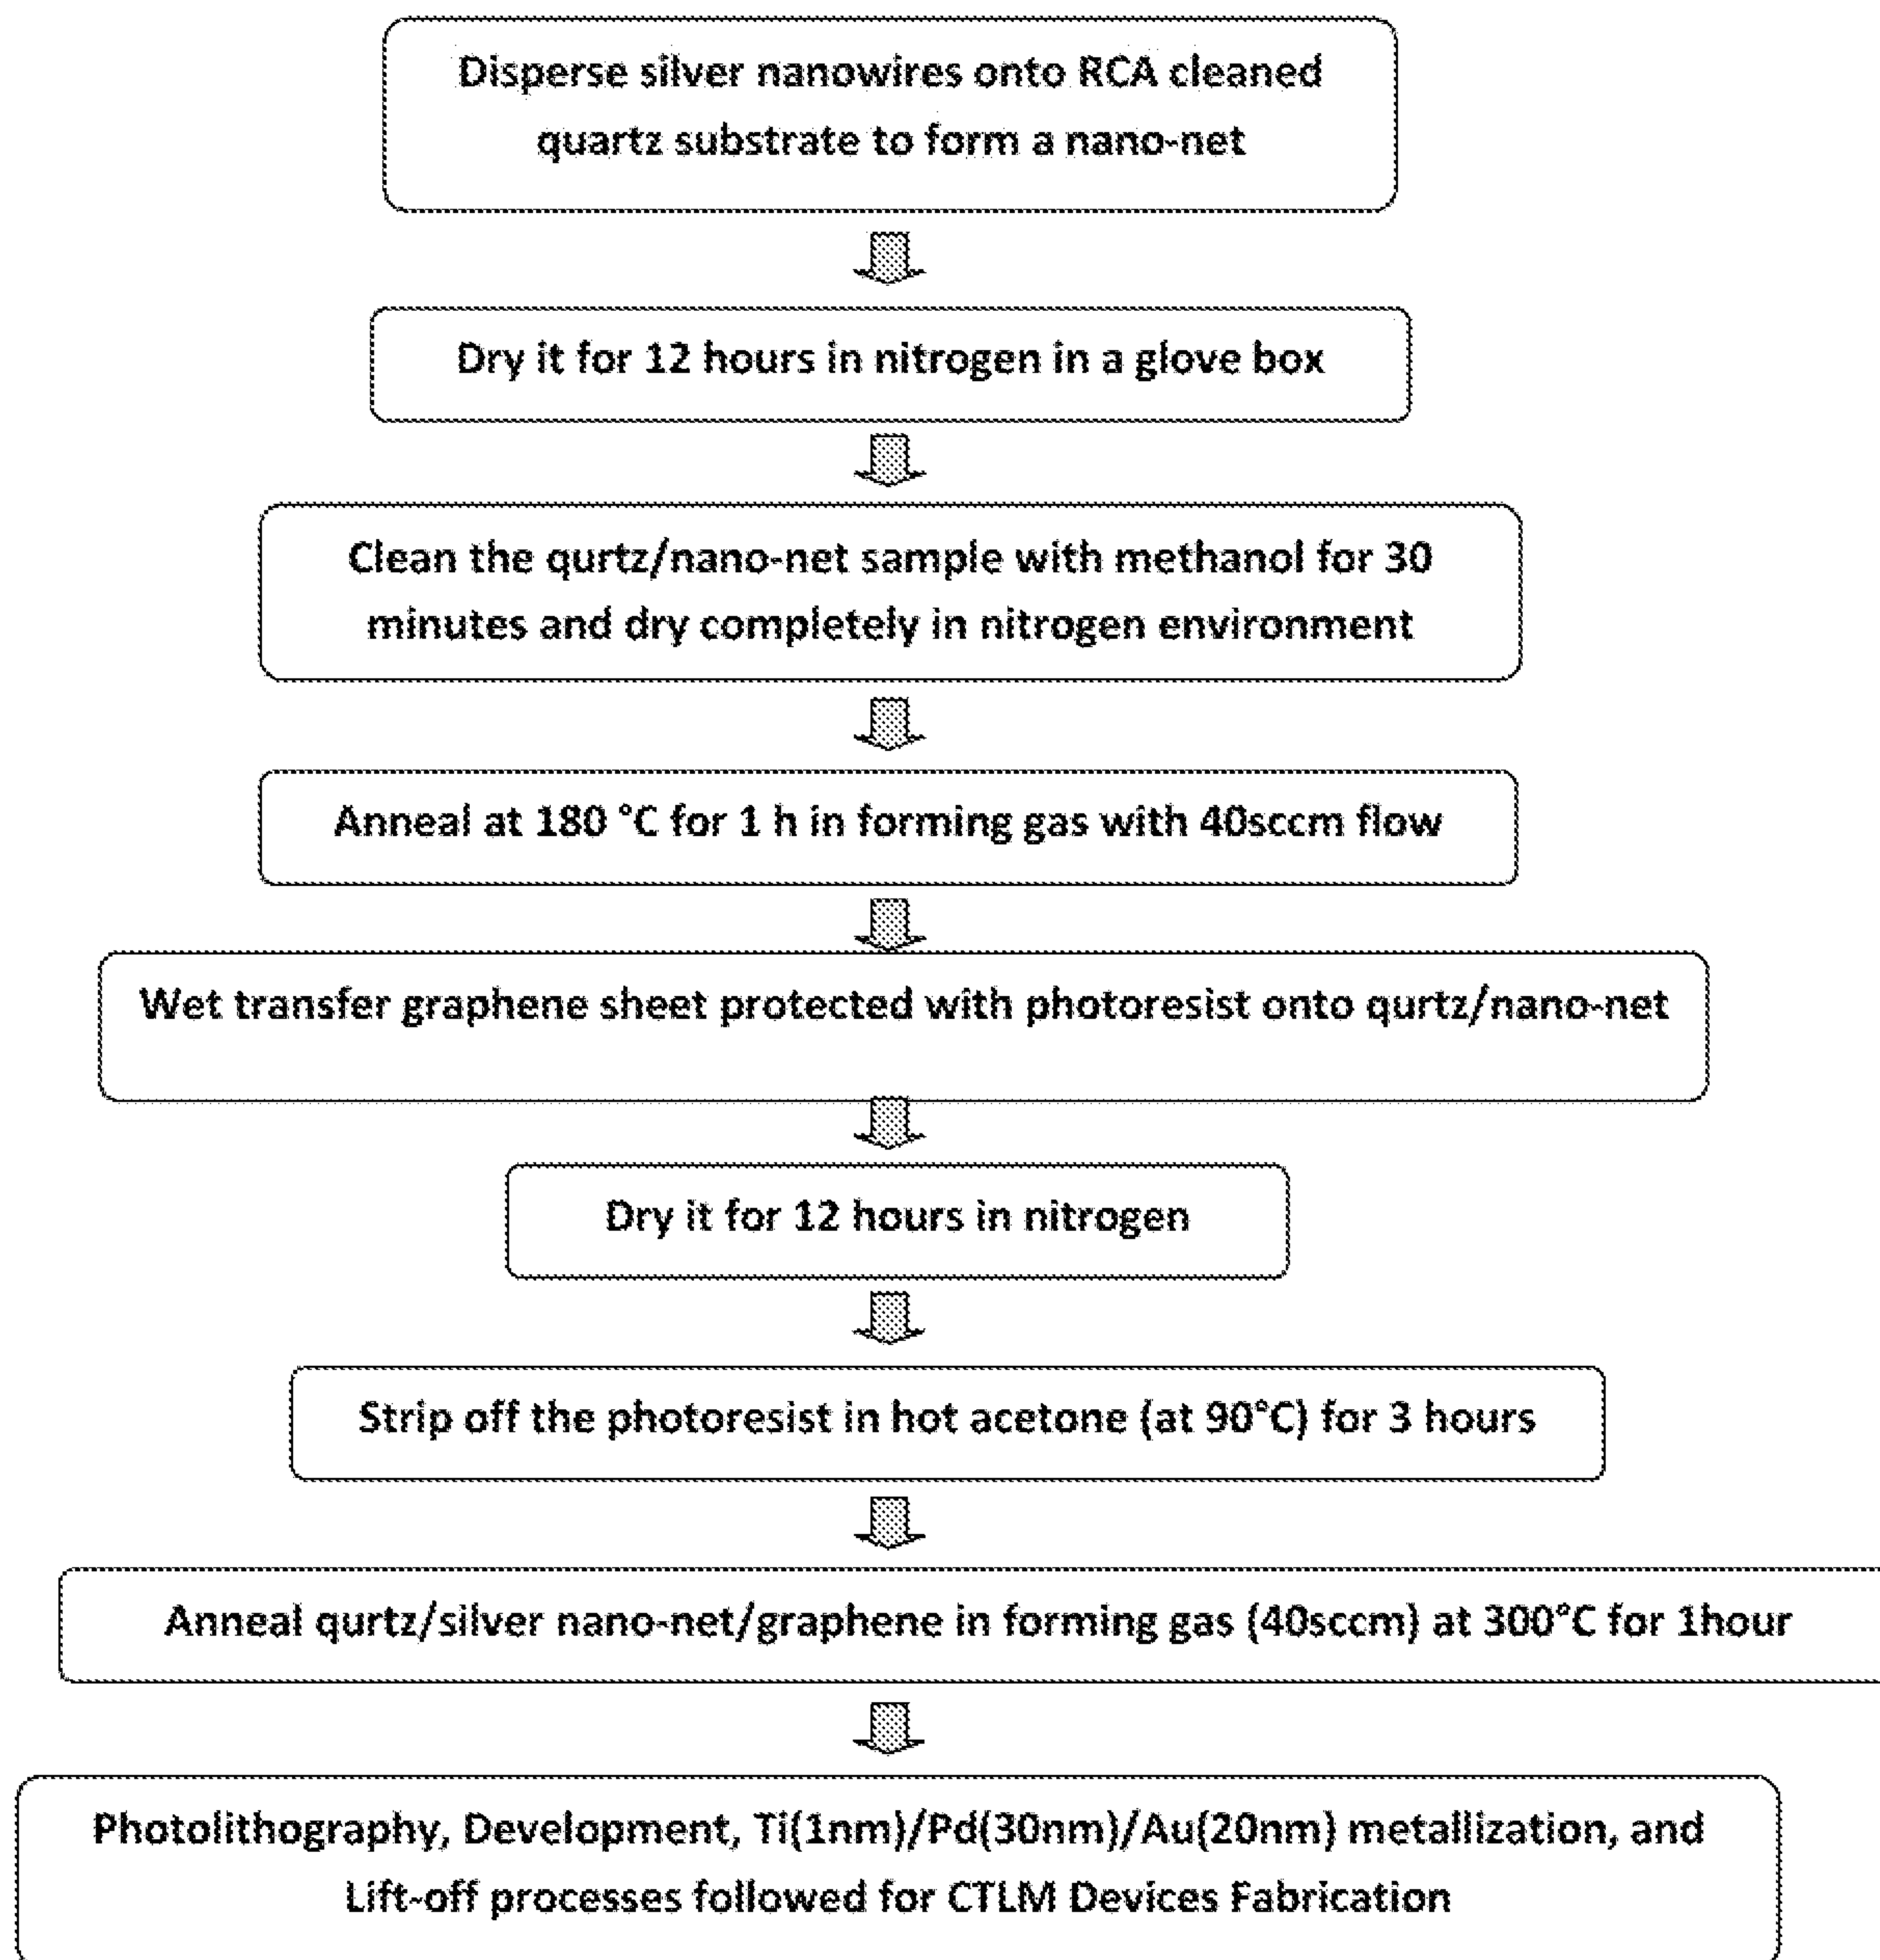 Disperse silver nanowires onto RCA cleaned
quartz substrate to form a nano-net
Dry it for 12 hours in nitrogen in a glove box
Clean the qurtz/nano-net sample with methanol for 30
minutes and dry completely in nitrogen environment
Anneal at 180 °C for 1 h in forming gas with 40sccm flow
Wet transfer graphene sheet protected with photoresist onto qurtz/nano-net
Dry it for 12 hours in nitrogen
Strip off the photoresist in hot acetone (at 90°C) for 3 hours
Anneal qurtz/silver nano-net/graphene in forming gas (40sccm) at 300°C for 1hour
Photolithography, Development, Ti(1nm)/Pd(30nm)/Au(20nm) metallization, and
Lift-off processes followed for CTLM Devices Fabrication